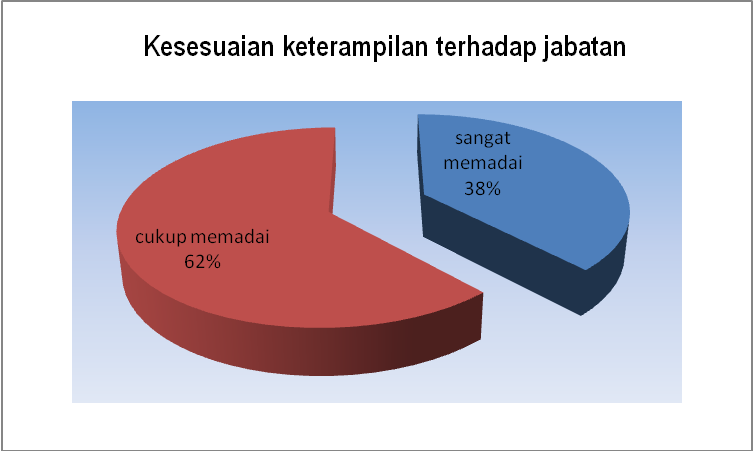 Kesesuaian keterampilan terhadap jabatan
sangat
memadai
38%
cukup memadai
62%